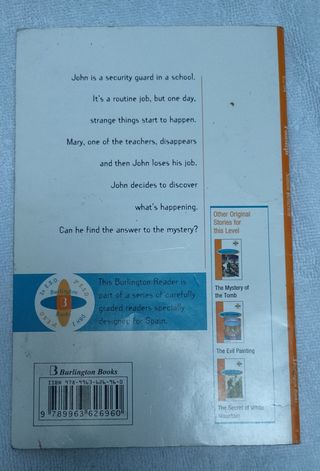 John is a security guard in a school.
It's a routine job, but one day,
strange things start to happen.
Mary, one of the teachers, disappears
and then John loses his job.
John decides to discover
what's happening.
Can he find the answer to the mystery?
Other Original
Stories for
this Level
The Mystery of
the Tomb
The Evil Painting
The Secret of White
Mountain
Burlington
3
Books
This Burlington Reader is
part of a series of carefully
graded readers specially
designed for Spain.
3 Burlington Books
ISBN 978-9963-626-96-0
9 789963 626960